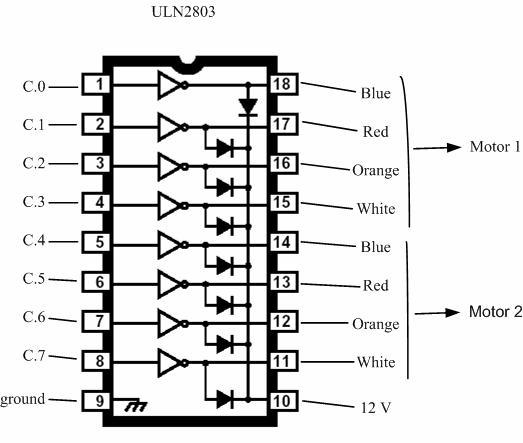 ULN2803
C.0 1 18 Blue
C.1 2 17 Red
C.2 3 16 Orange
C.3 4 15 White
Motor 1
C.4 5 14 Blue
C.5 6 13 Red
C.6 7 12 Orange
C.7 8 11 White
Motor 2
ground 9 10 12 V